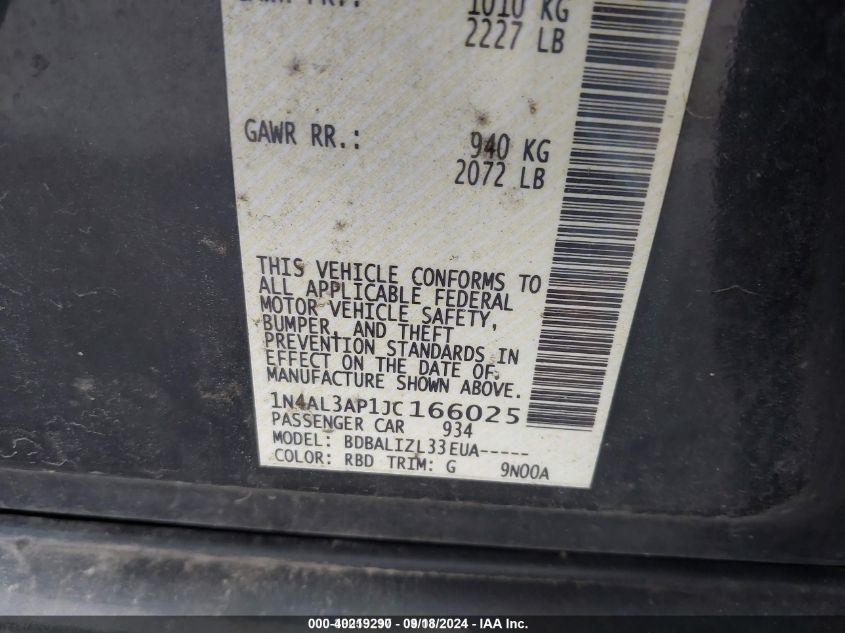 1010 KG
2227 LB
GAWR RR.: 940 KG
2072 LB
THIS VEHICLE CONFORMS TO
ALL APPLICABLE FEDERAL
MOTOR VEHICLE SAFETY,
BUMPER, AND THEFT
PREVENTION STANDARDS IN
EFFECT ON THE DATE OF
MANUFACTURE SHOWN ABOVE.
1N4AL3AP1JC166025
PASSENGER CAR 934
MODEL: BDBALIZL33EUA-----
COLOR: RBD TRIM: G 9N00A
000-40219290 - 09/18/2024 - IAA, Inc.